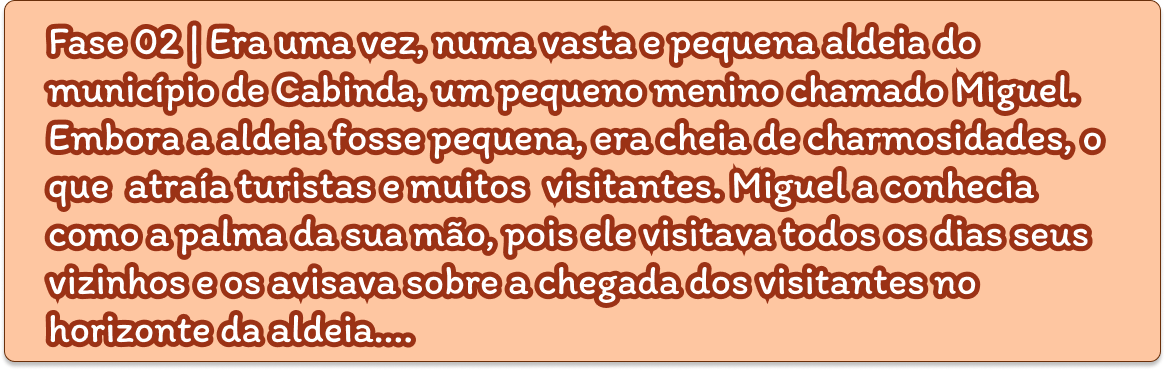 Fase 02 | Era uma vez, numa vasta e pequena aldeia do
município de Cabinda, um pequeno menino chamado Miguel.
Embora a aldeia fosse pequena, era cheia de charmosidades, o
que atraía turistas e muitos visitantes. Miguel a conhecia
como a palma da sua mão, pois ele visitava todos os dias seus
vizinhos e os avisava sobre a chegada dos visitantes no
horizonte da aldeia....